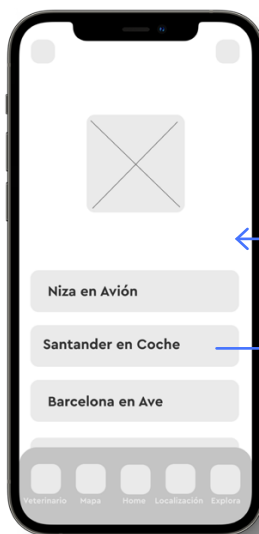 Niza en Avión
Santander en Coche
Barcelona en Ave
Veterinario Mapa Home Localización Explora